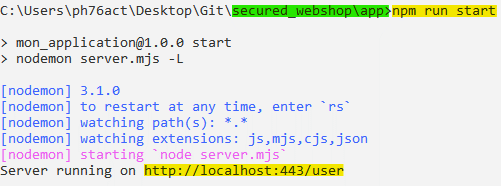 C:\Users\ph76act\Desktop\Git\secured_webshop\app>npm run start
> mon_application@1.0.0 start
> nodemon server.mjs -L
[nodemon] 3.1.0
[nodemon] to restart at any time, enter `rs`
[nodemon] watching path(s): *.*
[nodemon] watching extensions: js,mjs,cjs,json
[nodemon] starting `node server.mjs`
Server running on http://localhost:443/user